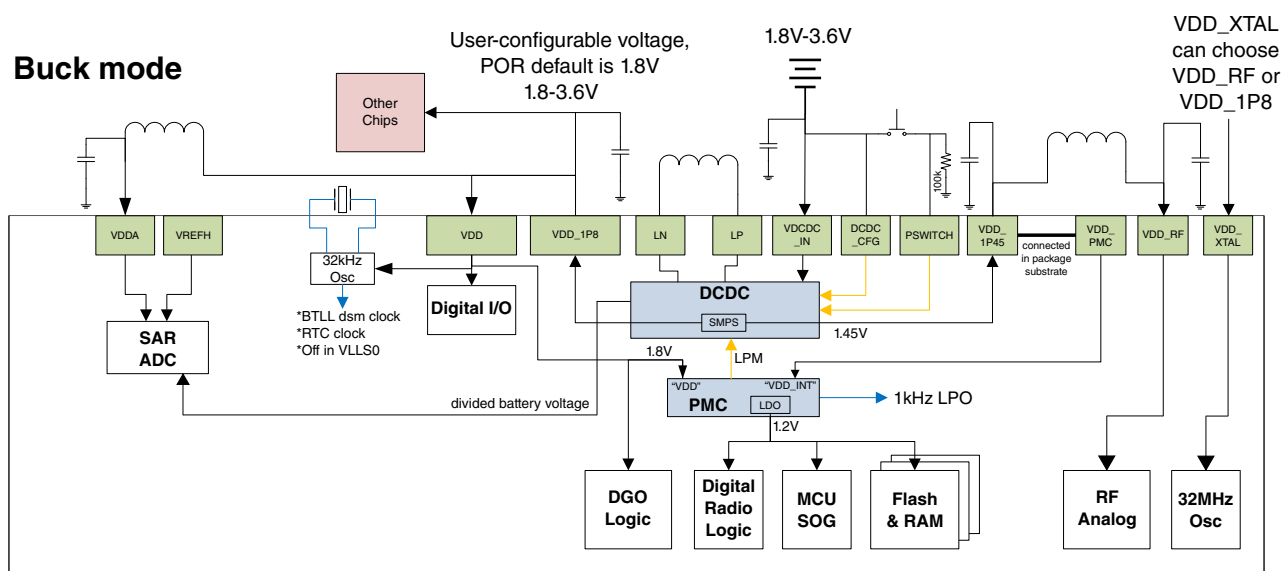 Buck mode
User-configurable voltage,
POR default is 1.8V
1.8-3.6V
1.8V-3.6V
VDD_XTAL
can choose
VDD_RF or
VDD_1P8
Other
Chips
100k
VDDA
VREFH
VDD
VDD_1P8
LN
LP
VDCDC
_IN
DCDC
_CFG
PSWITCH
VDD_
1P45
connected
in package
substrate
VDD_
PMC
VDD_RF
VDD_
XTAL
32kHz
Osc
*BTLL dsm clock
*RTC clock
*Off in VLLS0
Digital I/O
DCDC
SMPS
1.45V
SAR
ADC
1.8V
LPM
divided battery voltage
"VDD"
"VDD_INT"
PMC
LDO
1kHz LPO
1.2V
DGO
Logic
Digital
Radio
Logic
MCU
SOG
Flash
& RAM
RF
Analog
32MHz
Osc